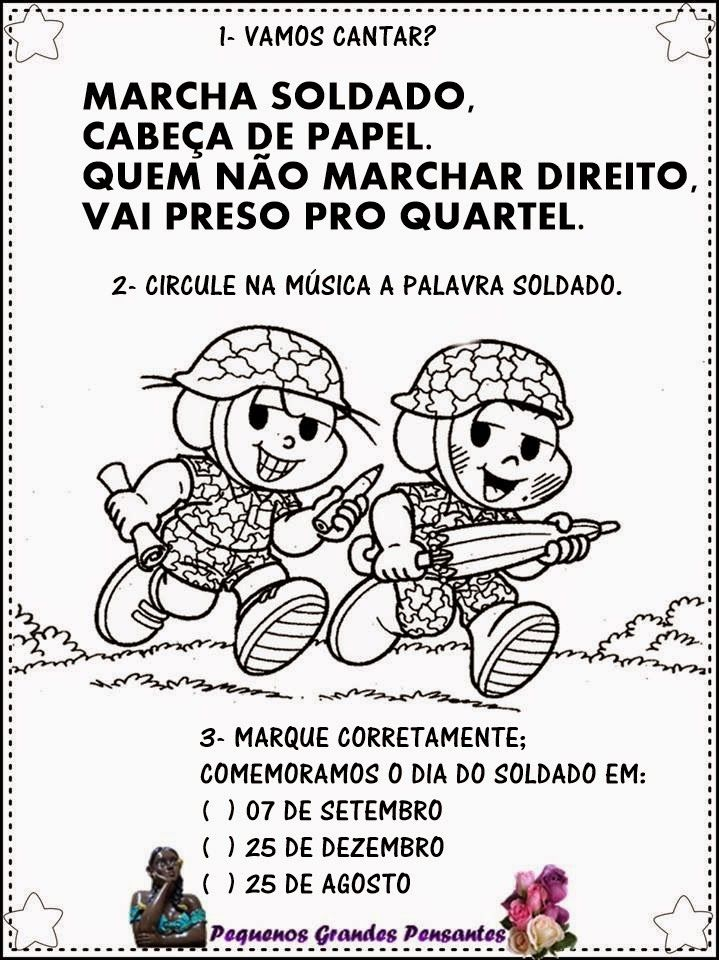 1- VAMOS CANTAR?
MARCHA SOLDADO,
CABEÇA DE PAPEL.
QUEM NÃO MARCHAR DIREITO,
VAI PRESO PRO QUARTEL.
2- CIRCULE NA MÚSICA A PALAVRA SOLDADO.
3- MARQUE CORRETAMENTE;
COMEMORAMOS O DIA DO SOLDADO EM:
( ) 07 DE SETEMBRO
( ) 25 DE DEZEMBRO
( ) 25 DE AGOSTO
Pequenos Grandes Pensantes